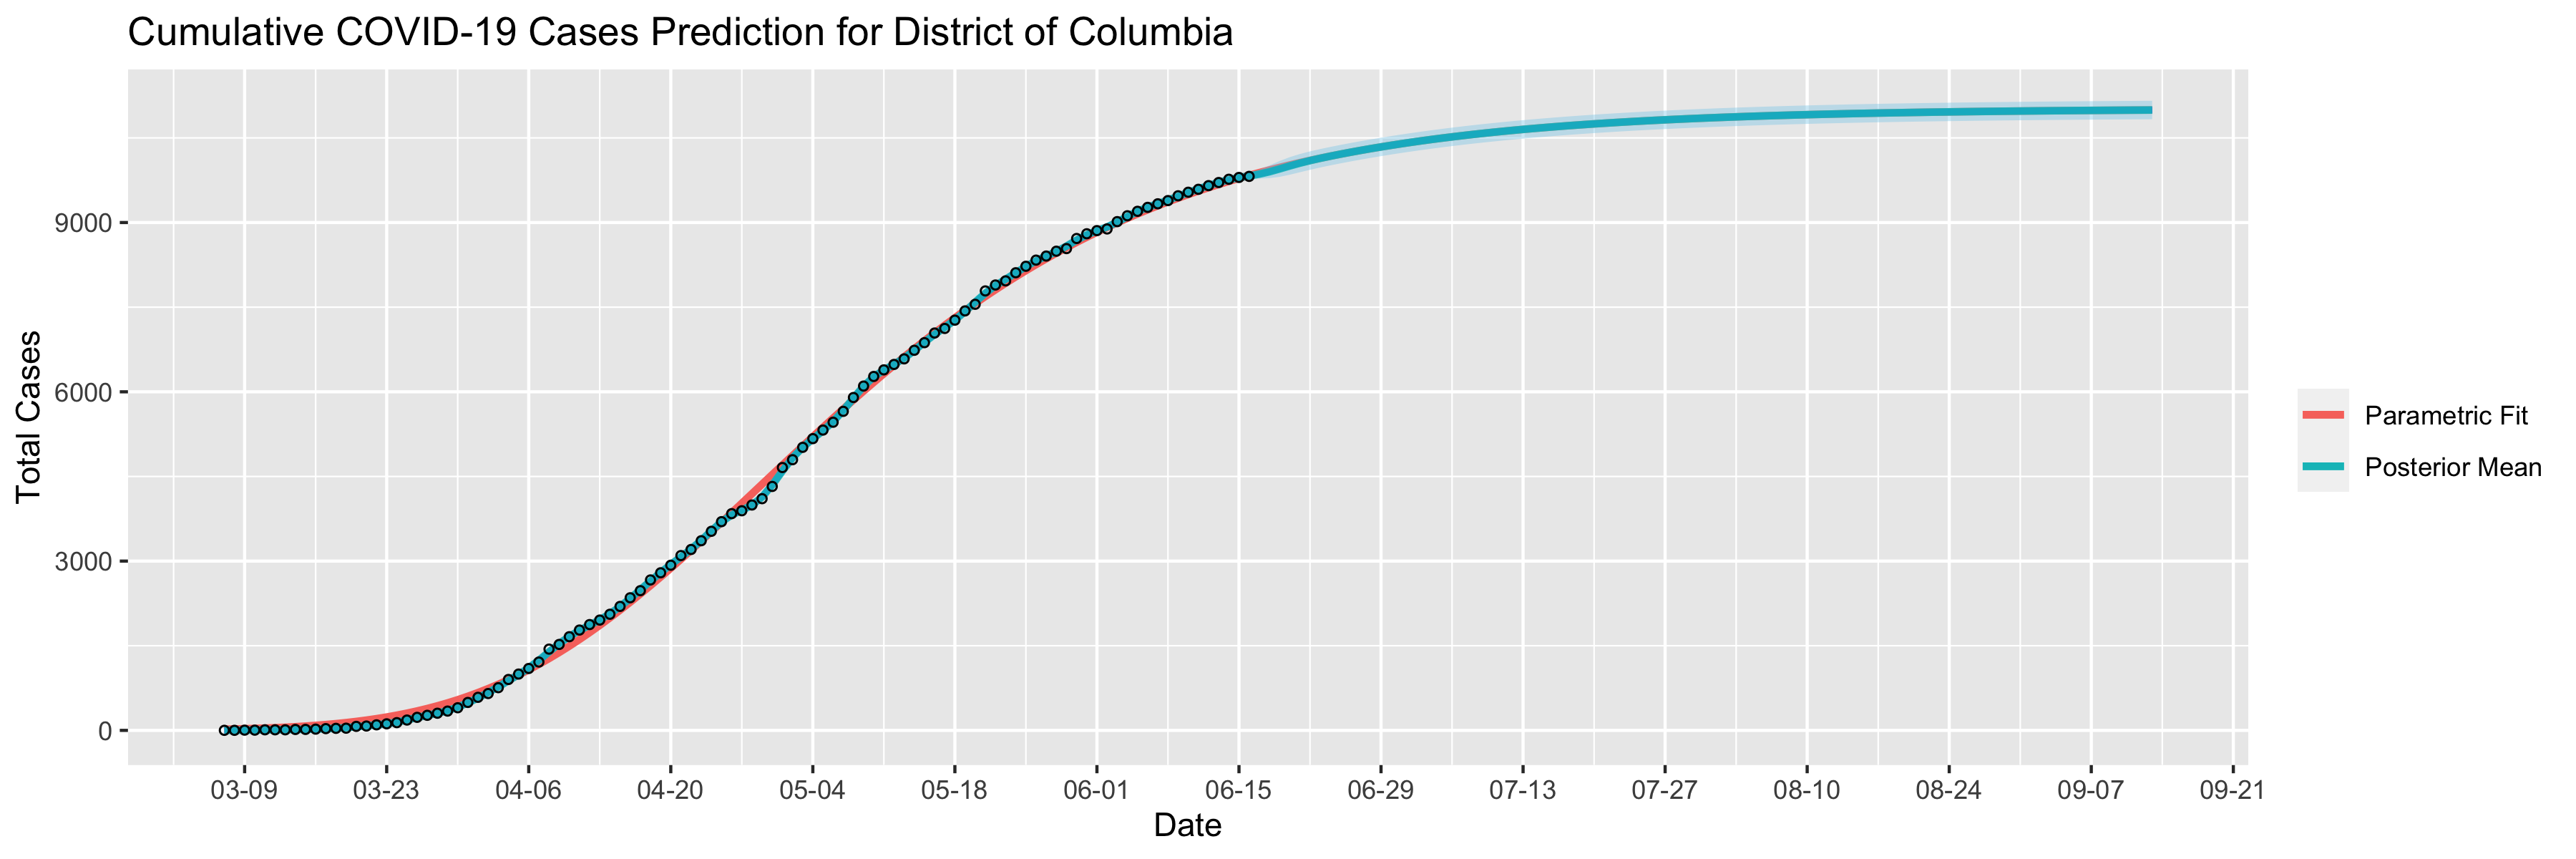 Cumulative COVID-19 Cases Prediction for District of Columbia
Total Cases
9000
6000
3000
0
03-09 03-23 04-06 04-20 05-04 05-18 06-01 06-15 06-29 07-13 07-27 08-10 08-24 09-07 09-21
Date
Parametric Fit
Posterior Mean